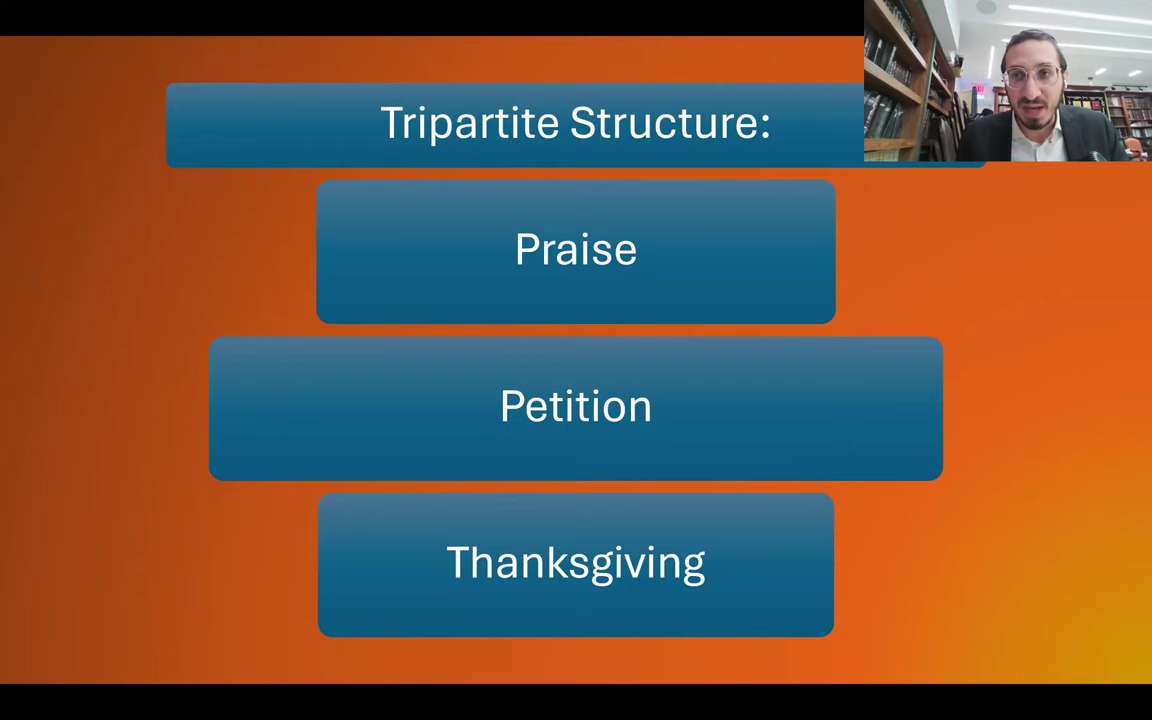 Tripartite Structure:
Praise
Petition
Thanksgiving